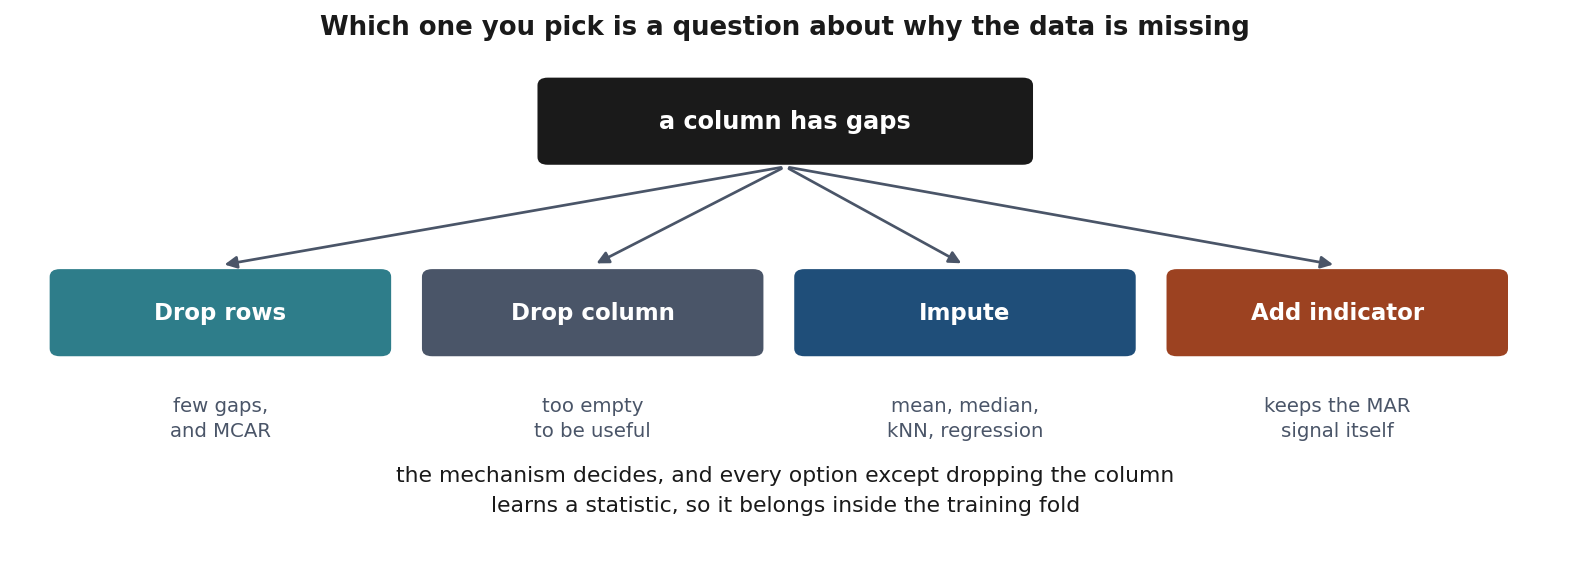 Which one you pick is a question about why the data is missing
a column has gaps
Drop rows
Drop column
Impute
Add indicator
few gaps,
and MCAR
too empty
to be useful
mean, median,
kNN, regression
keeps the MAR
signal itself
the mechanism decides, and every option except dropping the column
learns a statistic, so it belongs inside the training fold